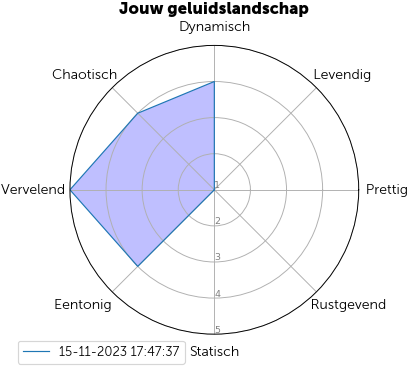 Jouw geluidslandschap
Dynamisch
Chaotisch
Levendig
Vervelend
Prettig
1
2
3
4
5
Eentonig
Rustgevend
15-11-2023 17:47:37
Statisch